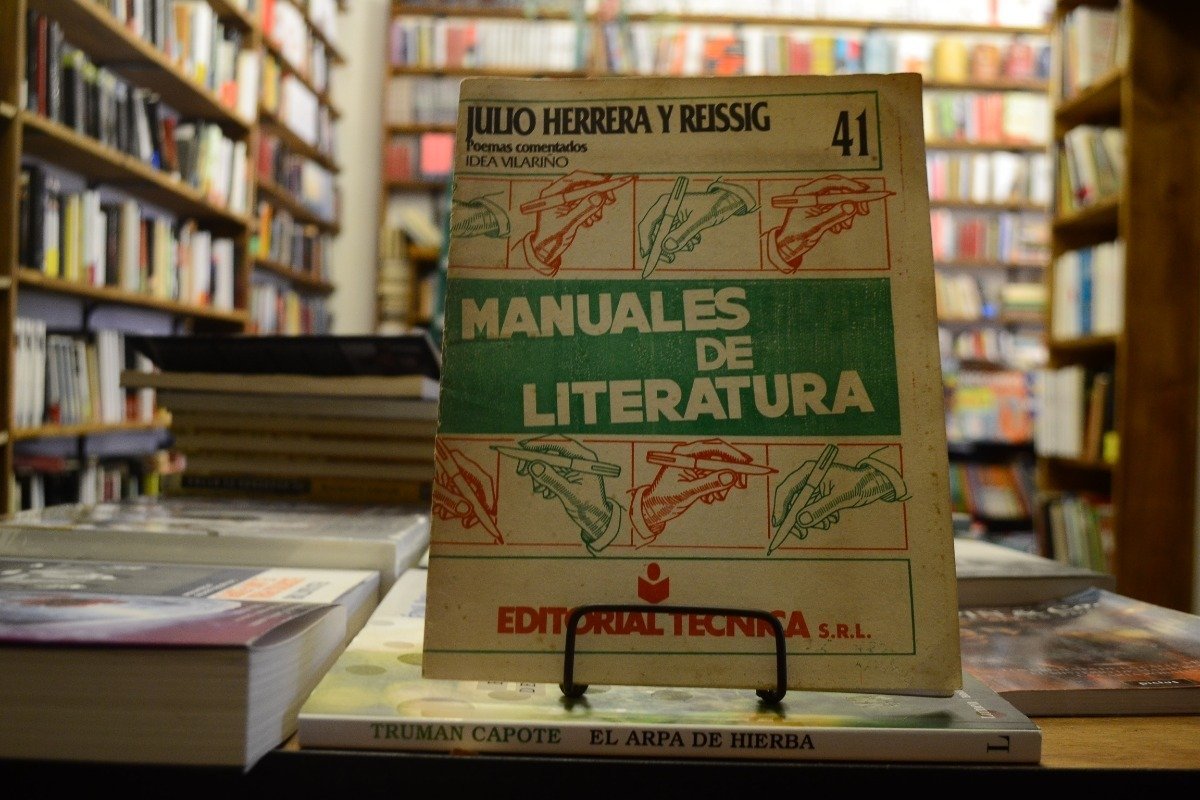 JULIO HERRERA Y REISSIG
41
Poemas comentados
IDEA VILARIÑO
MANUALES
DE
LITERATURA
EDITORIAL TECNICA S.R.L.
TRUMAN CAPOTE EL ARPA DE HIERBA L